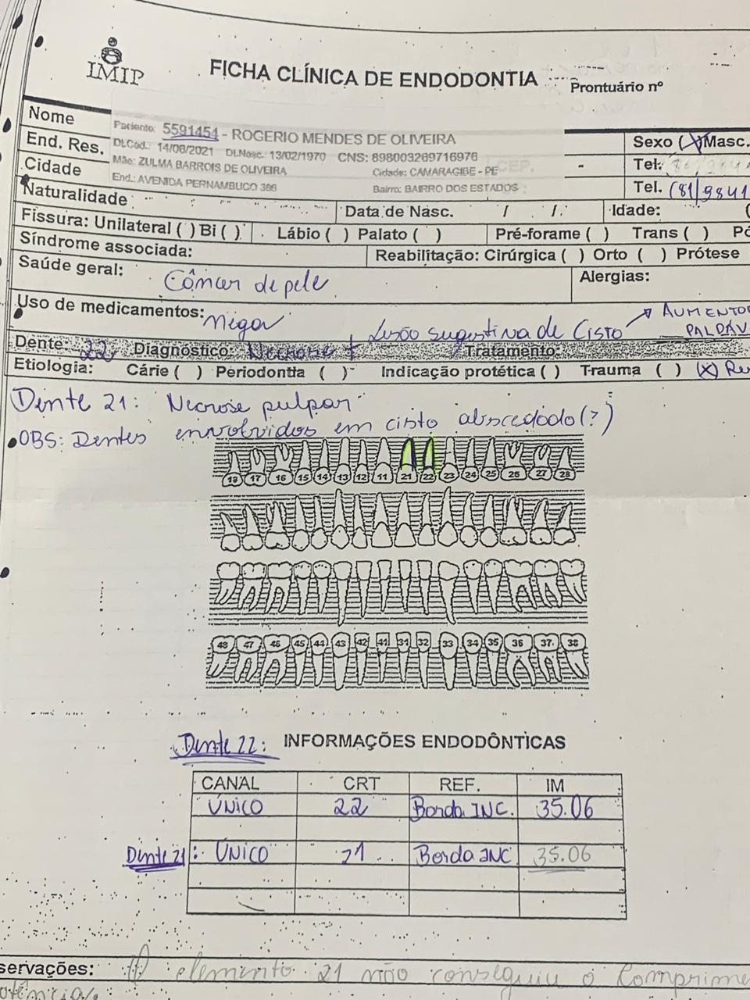 IMIP
FICHA CLÍNICA DE ENDODONTIA
Prontuário nº
Nome
Paciente: 5591454 - ROGERIO MENDES DE OLIVEIRA
Sexo (X) Masc.
End. Res.
Dt.Cad.: 14/06/2021 Dt.Nasc.: 13/02/1970 CNS: 898003269716976
Tel.
Cidade
Mãe: ZULMA BARROIS DE OLIVEIRA Cidade: CAMARAGIBE - PE CEP. -
End.: AVENIDA PERNAMBUCO 386 Bairro: BAIRRO DOS ESTADOS
Tel. (81)9841
Naturalidade Data de Nasc. / / Idade: (
Fissura: Unilateral ( ) Bi ( ) Lábio ( ) Palato ( ) Pré-forame ( ) Trans ( ) Pó
Síndrome associada: Reabilitação: Cirúrgica ( ) Orto ( ) Prótese
Saúde geral: Câncer de pele Alergias:
Uso de medicamentos: Nega
Lesão sugestiva de Cisto → AUMENTO
Dente: 22 Diagnóstico: Necrose + Tratamento:
Etiologia: Cárie ( ) Periodontia ( ) Indicação protética ( ) Trauma ( ) (X)
Dente 21: Necrose pulpar
OBS: Dentes envolvidos em cisto abscedado (?)
18 17 16 15 14 13 12 11 21 22 23 24 25 26 27 28
48 47 46 45 44 43 42 41 31 32 33 34 35 36 37 38
Dente 22: INFORMAÇÕES ENDODÔNTICAS
CANAL CRT REF. IM
ÚNICO 22 Borda INC. 35.06
Dente 21: ÚNICO 21 Borda INC 35.06
servações: O elemento 21 não conseguiu o Comprime